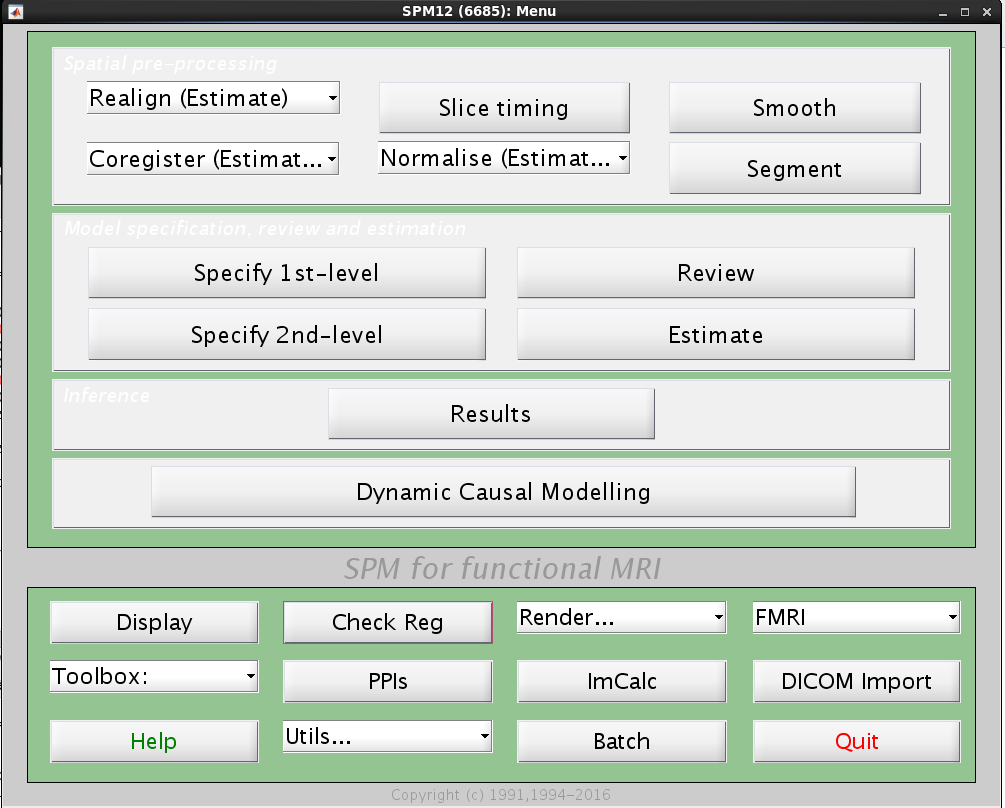 SPM12 (6685): Menu
Spatial pre-processing
Realign (Estimate)
Slice timing
Smooth
Coregister (Estimat...
Normalise (Estimat...
Segment
Model specification, review and estimation
Specify 1st-level
Review
Specify 2nd-level
Estimate
Inference
Results
Dynamic Causal Modelling
SPM for functional MRI
Display
Check Reg
Render...
FMRI
Toolbox:
PPIs
ImCalc
DICOM Import
Help
Utils...
Batch
Quit
Copyright (c) 1991,1994-2016